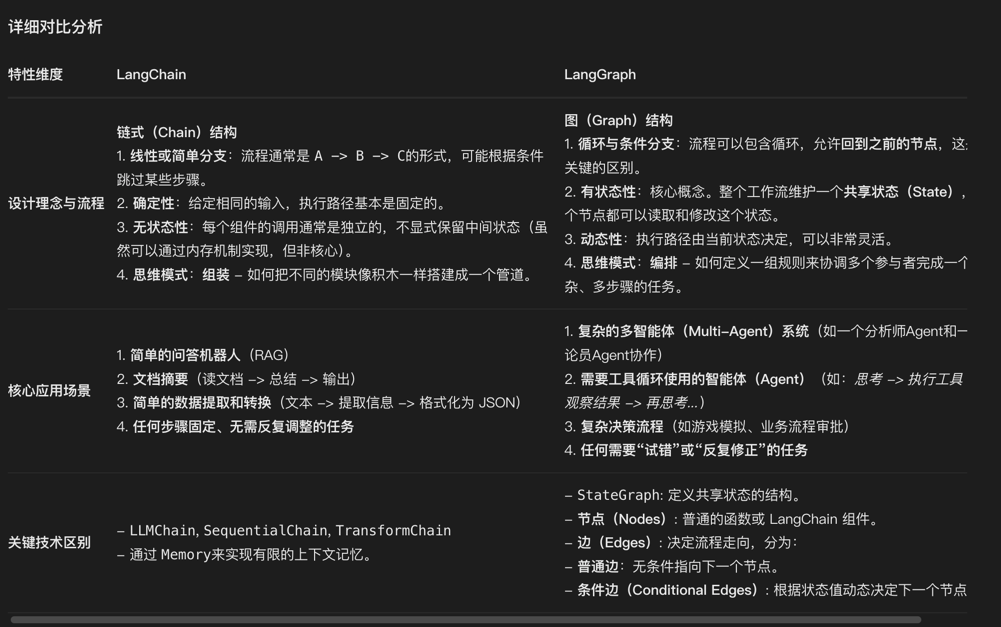 详细对比分析
特性维度 LangChain LangGraph
设计理念与流程
链式（Chain）结构
1. 线性或简单分支：流程通常是 A -> B -> C的形式，可能根据条件
跳过某些步骤。
2. 确定性：给定相同的输入，执行路径基本是固定的。
3. 无状态性：每个组件的调用通常是独立的，不显式保留中间状态（虽
然可以通过内存机制实现，但非核心）。
4. 思维模式：组装 – 如何把不同的模块像积木一样搭建成一个管道。
图（Graph）结构
1. 循环与条件分支：流程可以包含循环，允许回到之前的节点，这
关键的区别。
2. 有状态性：核心概念。整个工作流维护一个共享状态（State），
个节点都可以读取和修改这个状态。
3. 动态性：执行路径由当前状态决定，可以非常灵活。
4. 思维模式：编排 – 如何定义一组规则来协调多个参与者完成一个
杂、多步骤的任务。
核心应用场景
1. 简单的问答机器人（RAG）
2. 文档摘要（读文档 -> 总结 -> 输出）
3. 简单的数据提取和转换（文本 -> 提取信息 -> 格式化为 JSON）
4. 任何步骤固定、无需反复调整的任务
1. 复杂的多智能体（Multi-Agent）系统（如一个分析师Agent和一
论员Agent协作）
2. 需要工具循环使用的智能体（Agent）（如：思考 -> 执行工具
观察结果 -> 再思考...）
3. 复杂决策流程（如游戏模拟、业务流程审批）
4. 任何需要“试错”或“反复修正”的任务
关键技术区别
– LLMChain, SequentialChain, TransformChain
– 通过 Memory来实现有限的上下文记忆。
– StateGraph: 定义共享状态的结构。
– 节点（Nodes）: 普通的函数或 LangChain 组件。
– 边（Edges）: 决定流程走向，分为：
– 普通边：无条件指向下一个节点。
– 条件边（Conditional Edges）: 根据状态值动态决定下一个节点